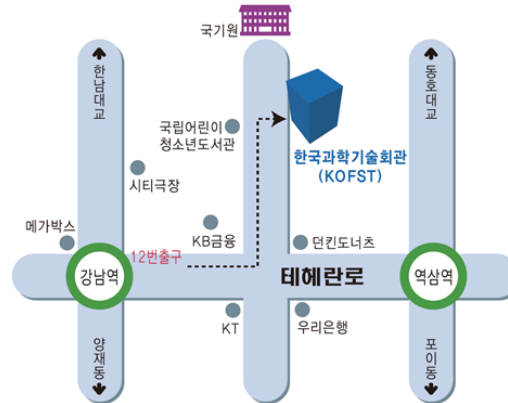 국기원
한남대교
동호대교
국립어린이
청소년도서관
한국과학기술회관
(KOFST)
시티극장
메가박스
KB금융
던킨도너츠
12번출구
강남역
테헤란로
역삼역
KT
우리은행
양재동
포이동